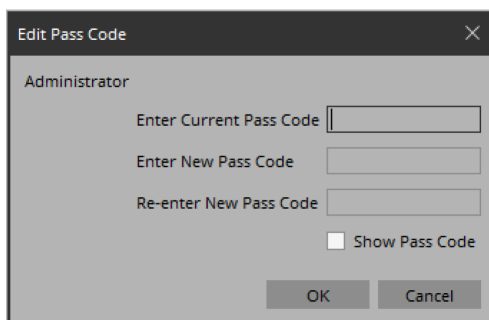 Edit Pass Code
Administrator
Enter Current Pass Code
Enter New Pass Code
Re-enter New Pass Code
Show Pass Code
OK Cancel